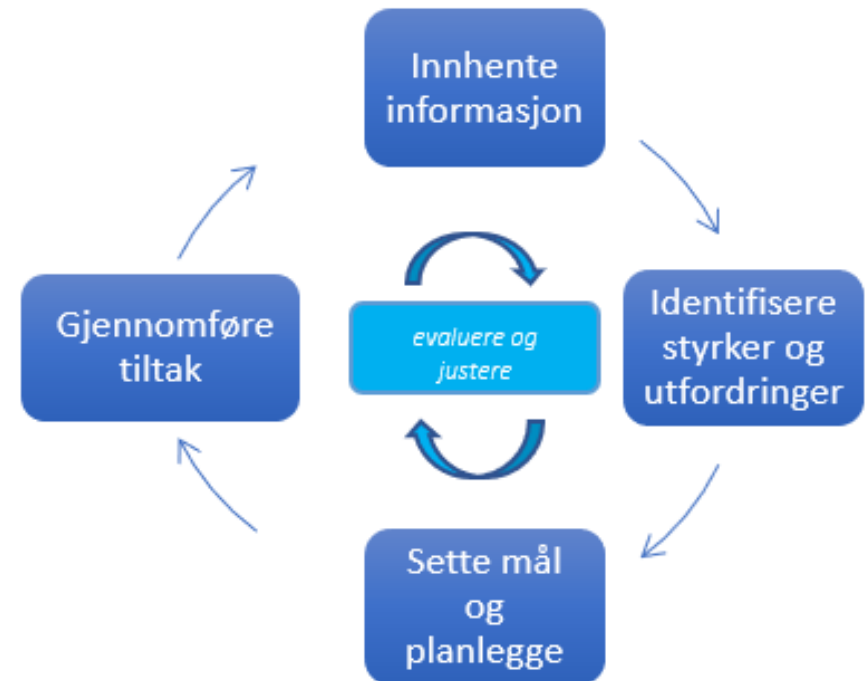 Innhente
informasjon
Identifisere
styrker og
utfordringer
Sette mål
og
planlegge
Gjennomføre
tiltak
evaluere og
justere